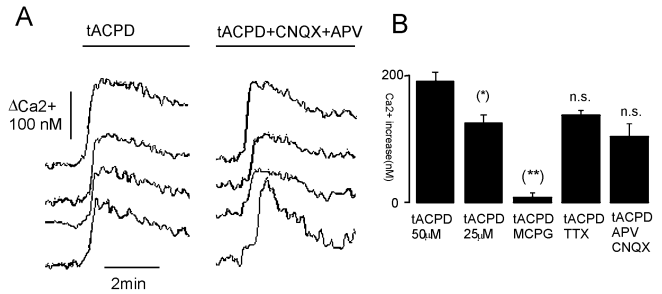 A
tACPD
tACPD+CNQX+APV
ΔCa2+
100 nM
2min
B
200
Ca2+ increase(nM)
0
(*)
(**)
n.s.
n.s.
tACPD
50µM
tACPD
25µM
tACPD
MCPG
tACPD
TTX
tACPD
APV
CNQX